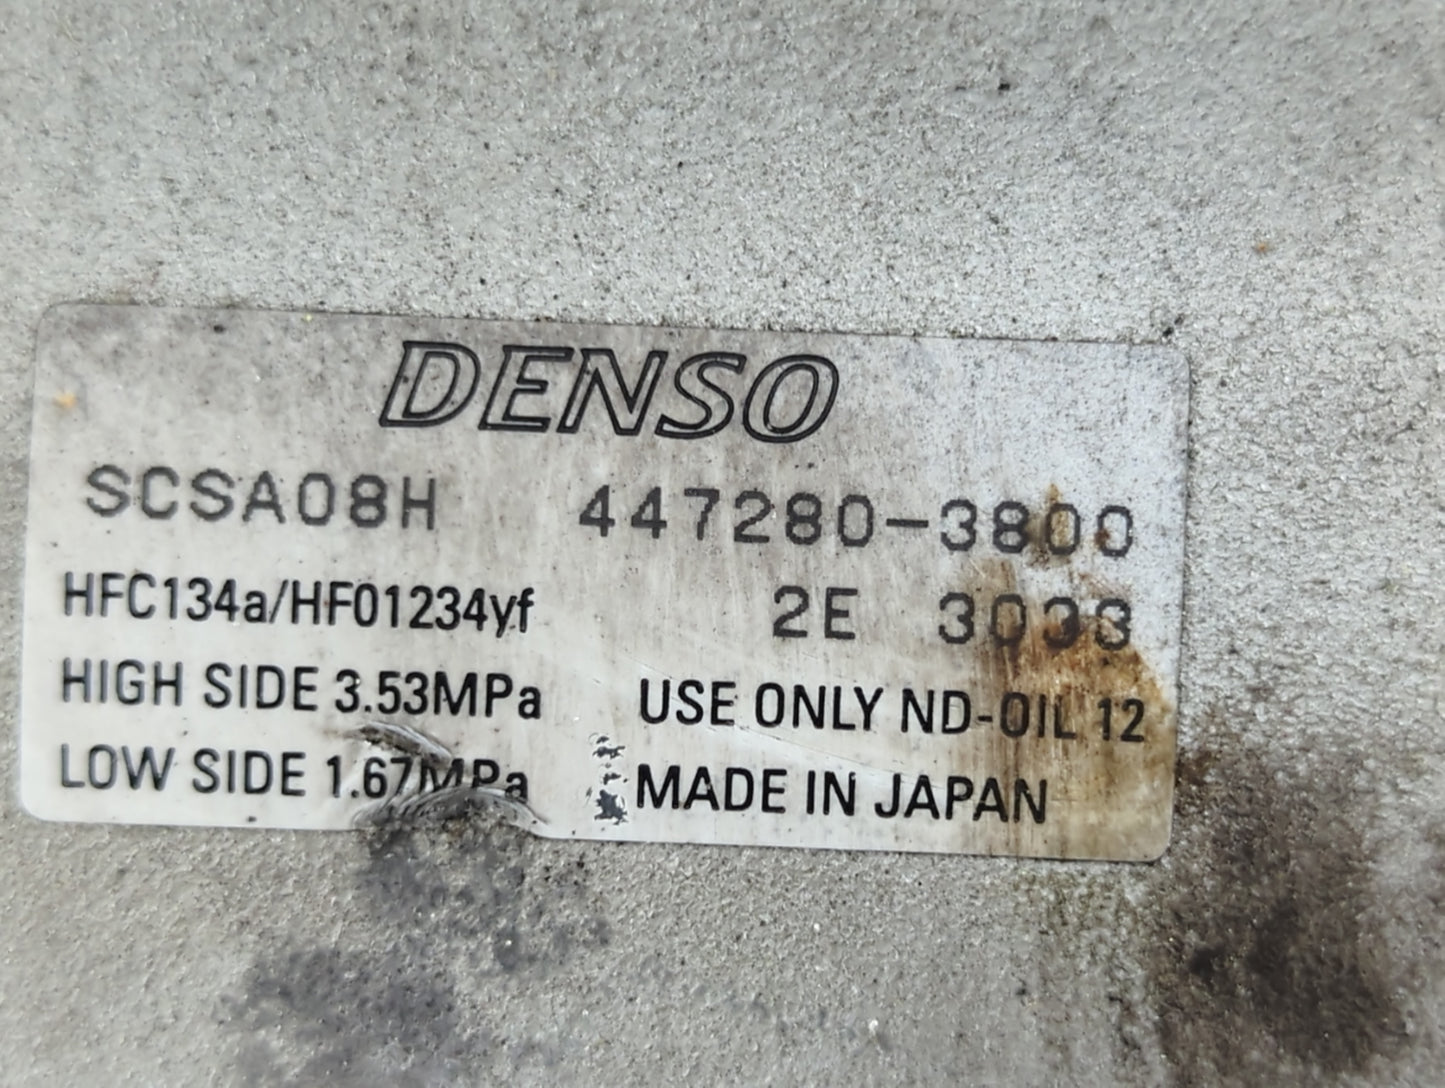 DENSO
SCSA08H 447280-3800
HFC134a/HFO1234yf 2E 3033
HIGH SIDE 3.53MPa USE ONLY ND-OIL 12
LOW SIDE 1.67MPa MADE IN JAPAN